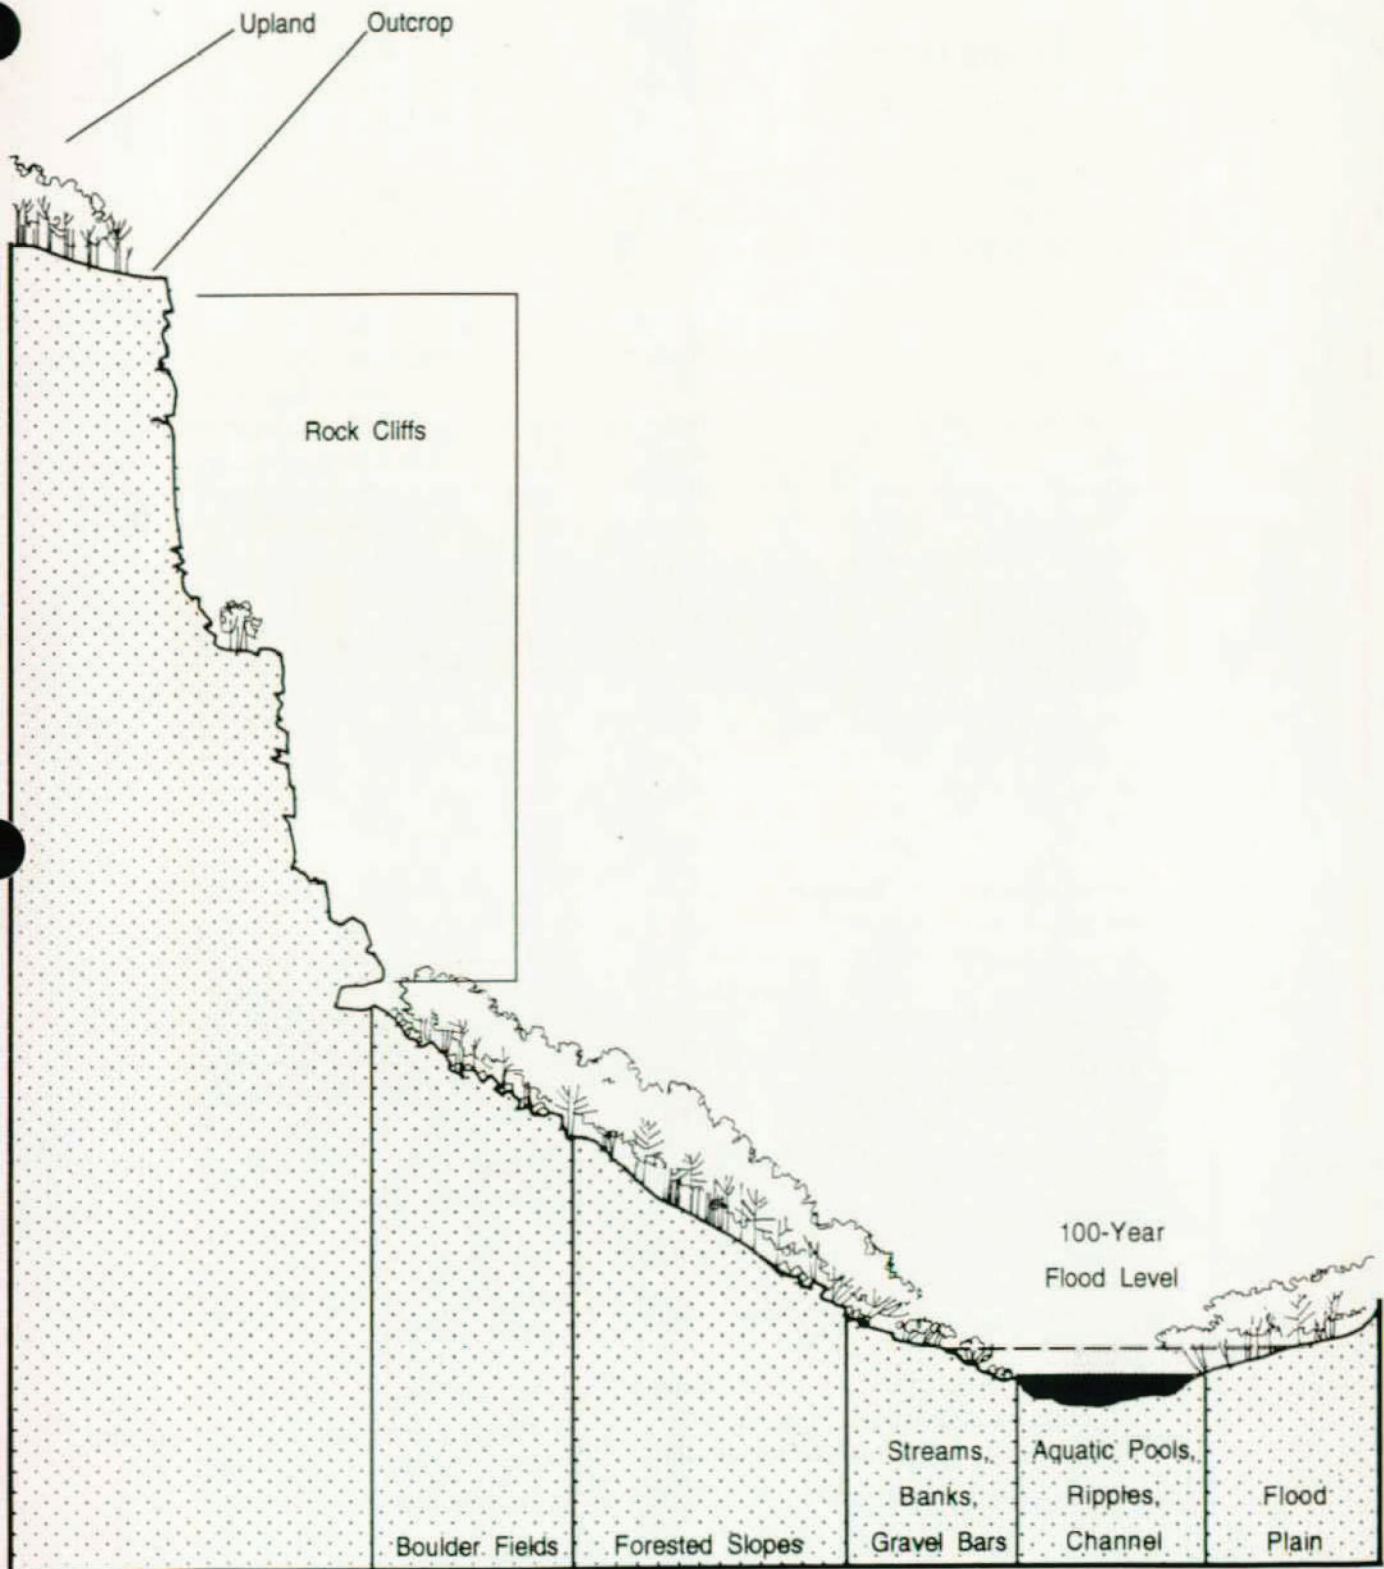 Upland Outcrop
Rock Cliffs
100-Year
Flood Level
Streams,
Banks,
Gravel Bars
Aquatic Pools,
Ripples,
Channel
Flood
Plain
Boulder Fields
Forested Slopes